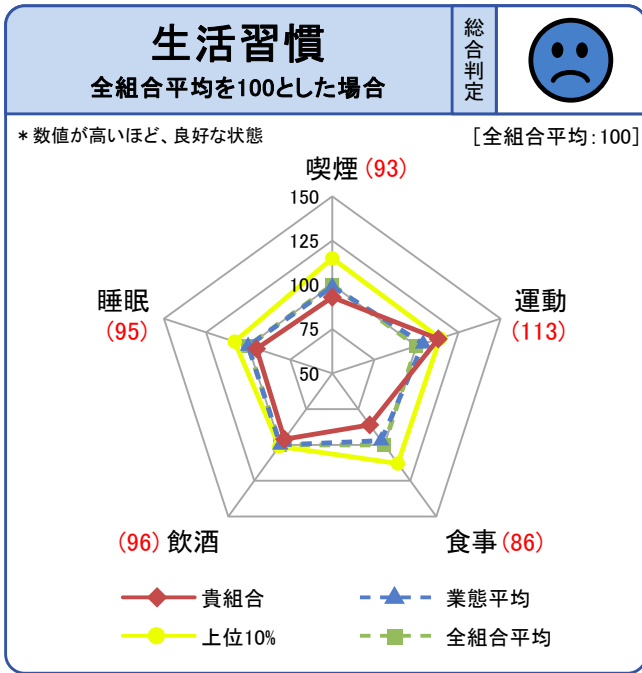 生活習慣
全組合平均を100とした場合
総合判定
*数値が高いほど、良好な状態
[全組合平均:100]
喫煙(93)
150
125
100
75
50
睡眠
(95)
運動
(113)
(96)飲酒
食事(86)
貴組合
業態平均
上位10%
全組合平均